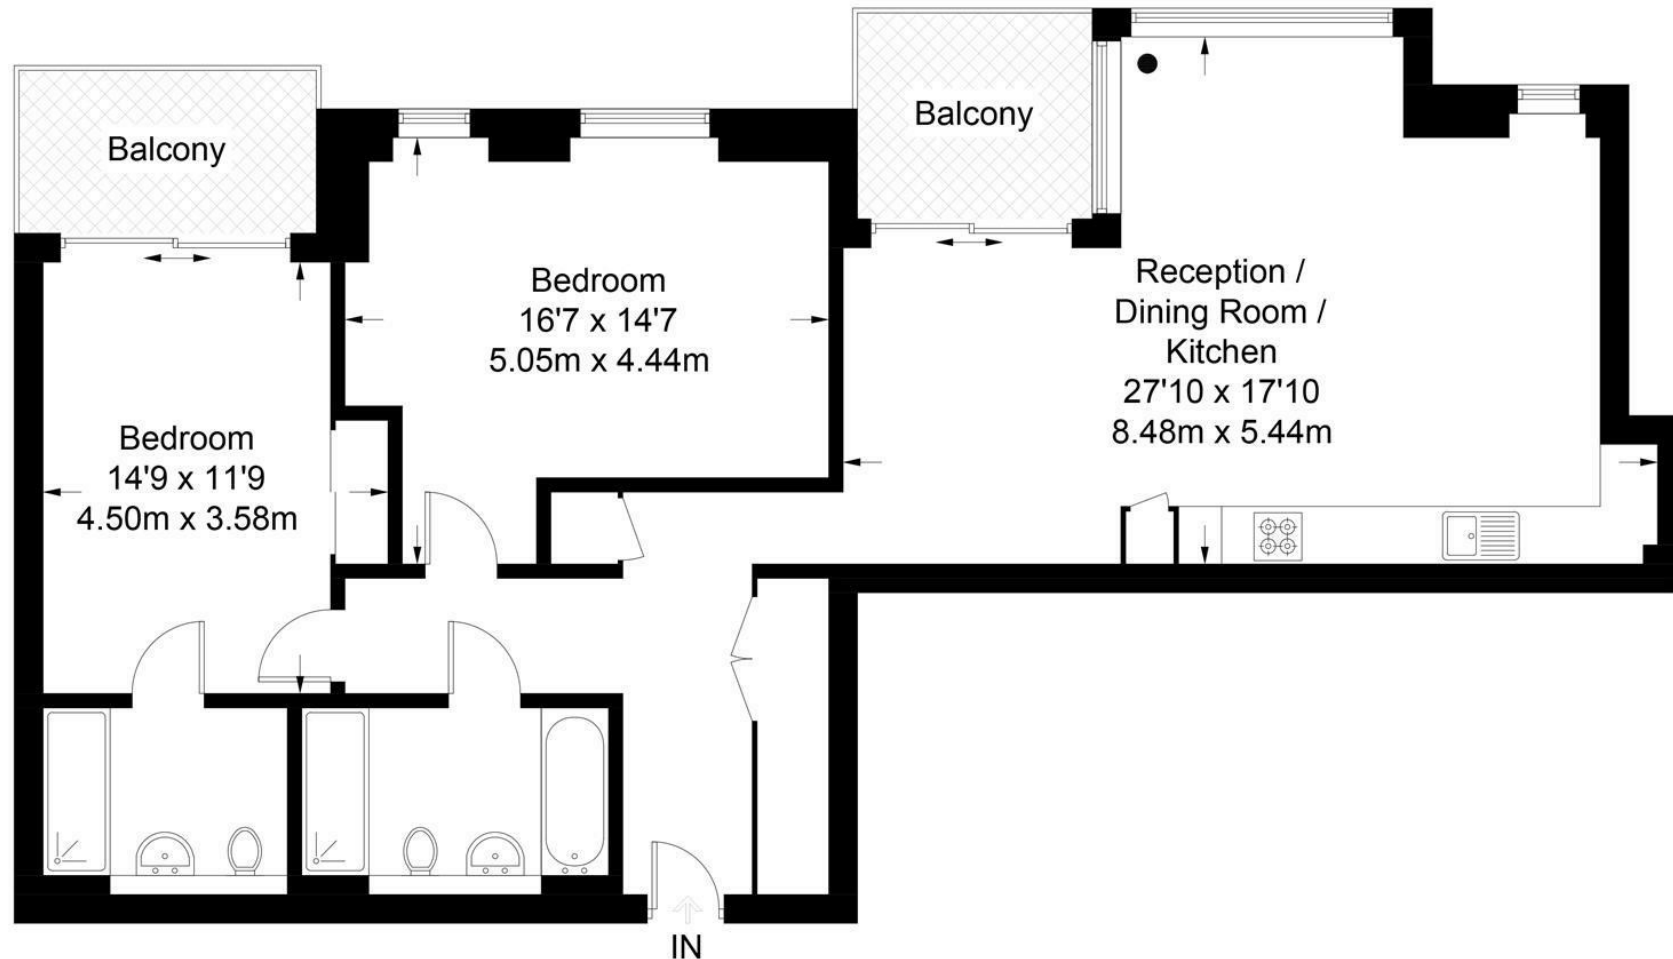 Balcony
Balcony
Bedroom
16'7 x 14'7
5.05m x 4.44m
Reception /
Dining Room /
Kitchen
27'10 x 17'10
8.48m x 5.44m
Bedroom
14'9 x 11'9
4.50m x 3.58m
IN